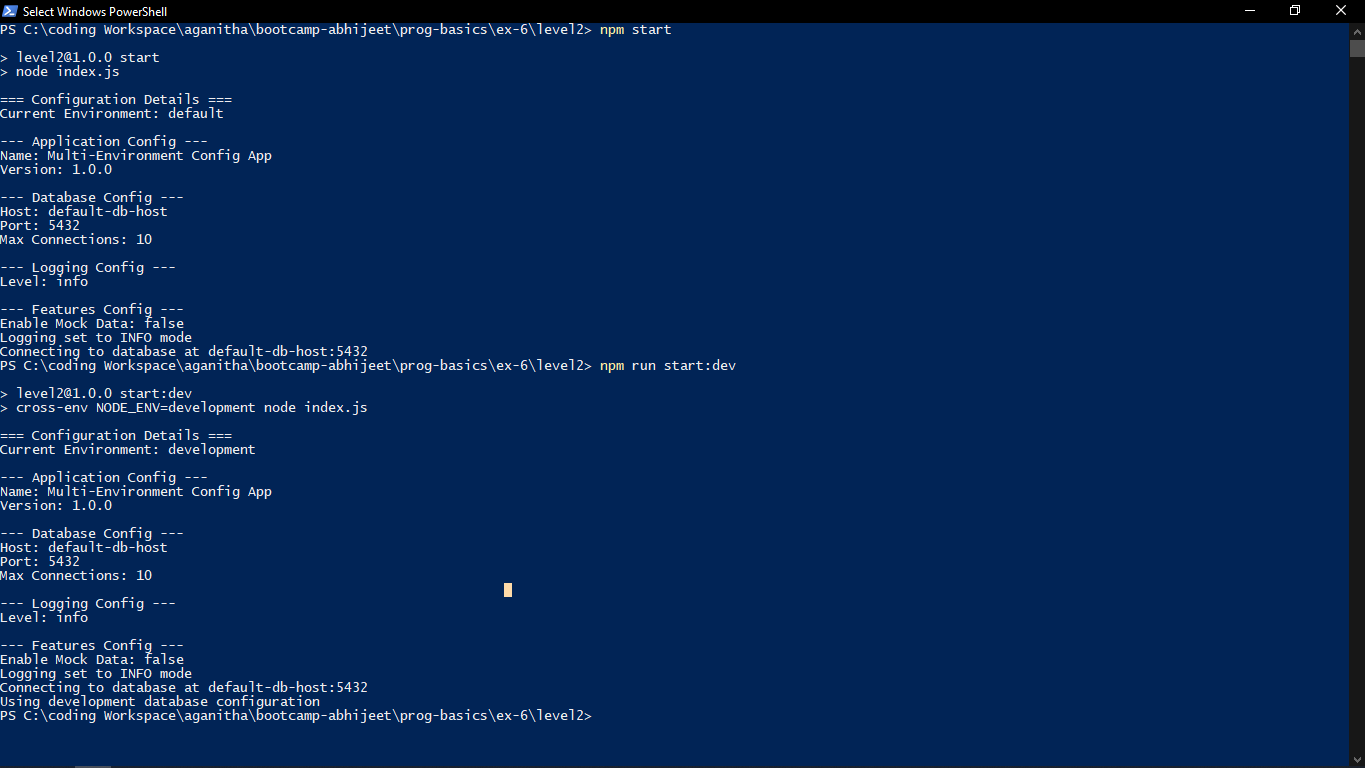 Select Windows PowerShell
PS C:\coding Workspace\aganitha\bootcamp-abhijeet\prog-basics\ex-6\level2> npm start
> level2@1.0.0 start
> node index.js
=== Configuration Details ===
Current Environment: default
--- Application Config ---
Name: Multi-Environment Config App
Version: 1.0.0
--- Database Config ---
Host: default-db-host
Port: 5432
Max Connections: 10
--- Logging Config ---
Level: info
--- Features Config ---
Enable Mock Data: false
Logging set to INFO mode
Connecting to database at default-db-host:5432
PS C:\coding Workspace\aganitha\bootcamp-abhijeet\prog-basics\ex-6\level2> npm run start:dev
> level2@1.0.0 start:dev
> cross-env NODE_ENV=development node index.js
=== Configuration Details ===
Current Environment: development
--- Application Config ---
Name: Multi-Environment Config App
Version: 1.0.0
--- Database Config ---
Host: default-db-host
Port: 5432
Max Connections: 10
--- Logging Config ---
Level: info
--- Features Config ---
Enable Mock Data: false
Logging set to INFO mode
Connecting to database at default-db-host:5432
Using development database configuration
PS C:\coding Workspace\aganitha\bootcamp-abhijeet\prog-basics\ex-6\level2>